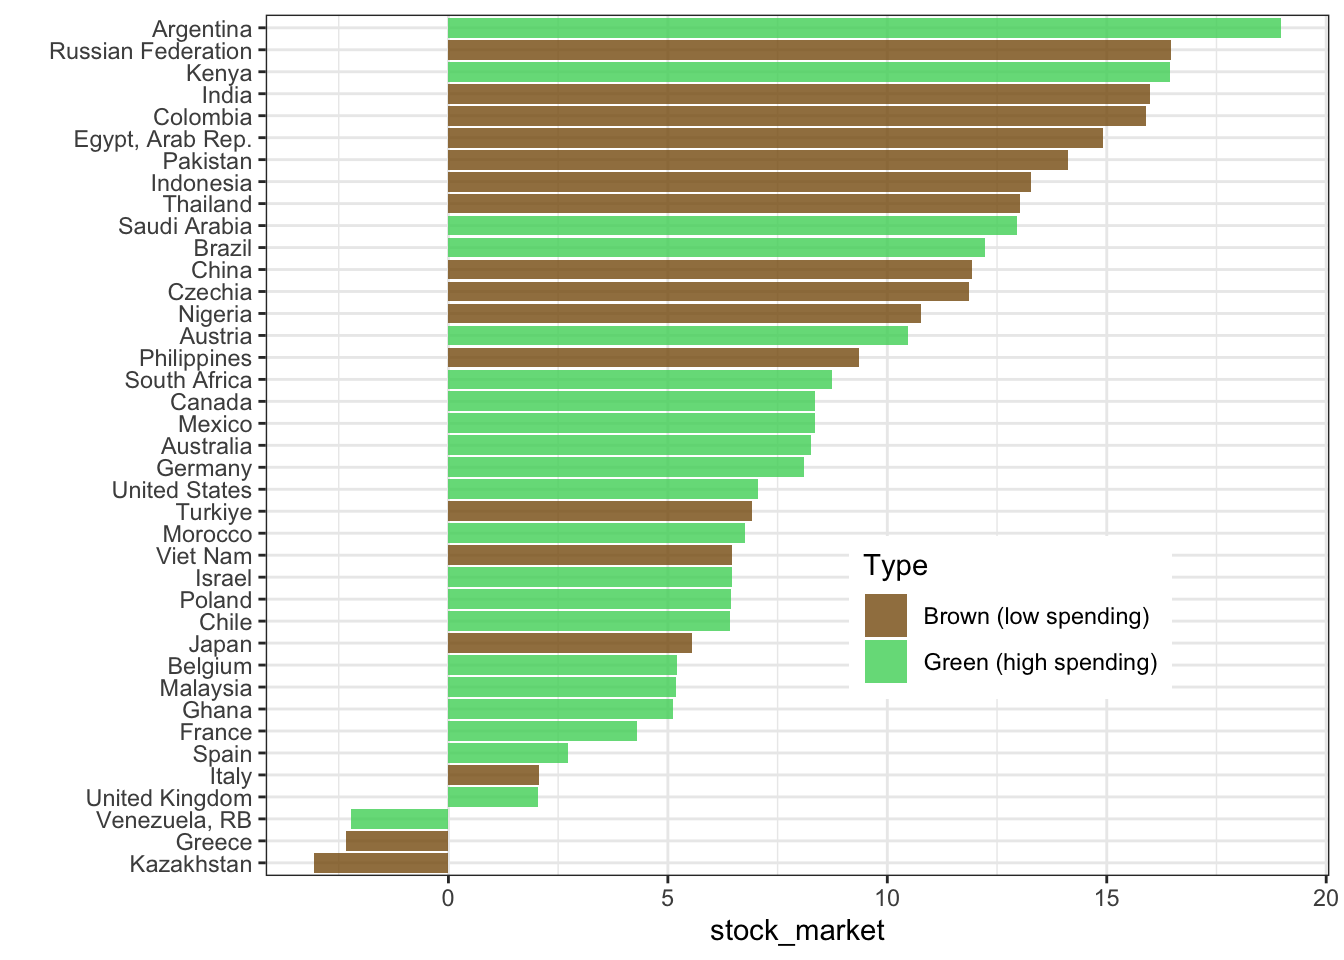 Argentina
Russian Federation
Kenya
India
Colombia
Egypt, Arab Rep.
Pakistan
Indonesia
Thailand
Saudi Arabia
Brazil
China
Czechia
Nigeria
Austria
Philippines
South Africa
Canada
Mexico
Australia
Germany
United States
Turkiye
Morocco
Viet Nam
Israel
Poland
Chile
Japan
Belgium
Malaysia
Ghana
France
Spain
Italy
United Kingdom
Venezuela, RB
Greece
Kazakhstan
Type
Brown (low spending)
Green (high spending)
0 5 10 15 20
stock_market